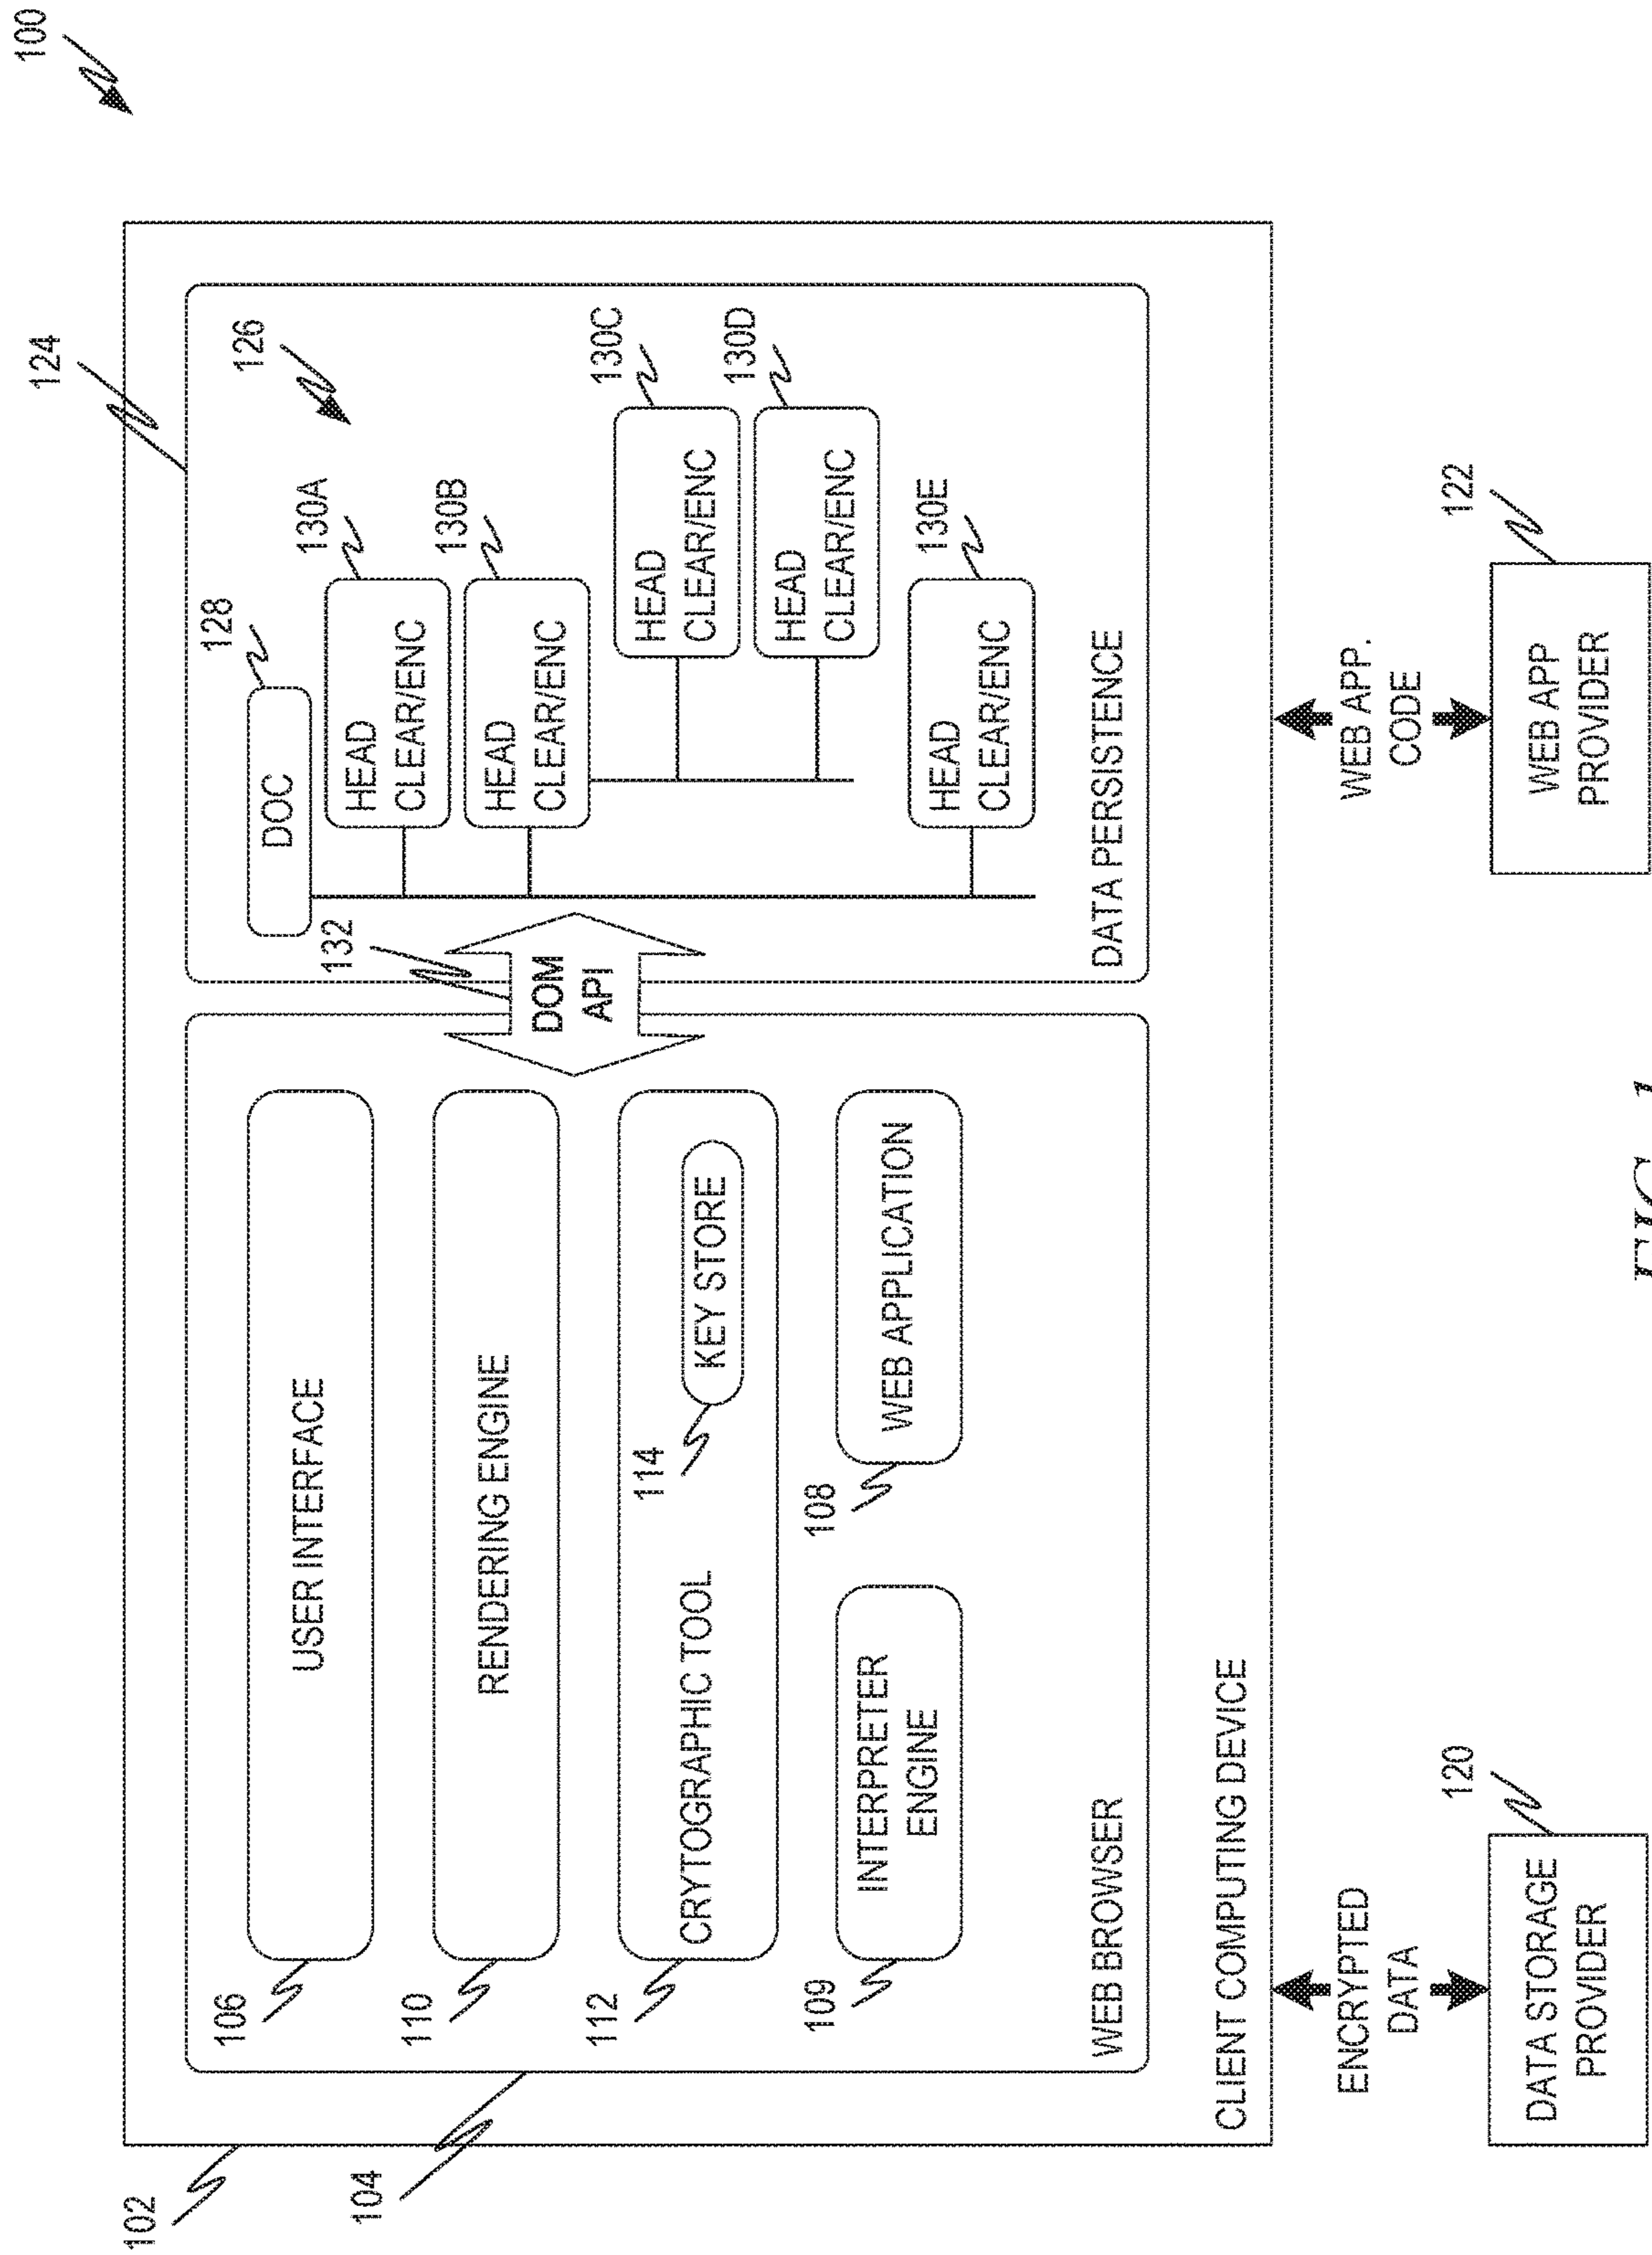 100
124
126
128
DOC
130A
HEAD
CLEAR/ENC
130B
HEAD
CLEAR/ENC
130C
HEAD
CLEAR/ENC
130D
HEAD
CLEAR/ENC
130E
HEAD
CLEAR/ENC
DATA PERSISTENCE
132
DOM
API
102
104
106
USER INTERFACE
110
RENDERING ENGINE
112
CRYTOGRAPHIC TOOL
114
KEY STORE
109
INTERPRETER
ENGINE
108
WEB APPLICATION
WEB BROWSER
CLIENT COMPUTING DEVICE
ENCRYPTED
DATA
120
DATA STORAGE
PROVIDER
WEB APP.
CODE
122
WEB APP
PROVIDER